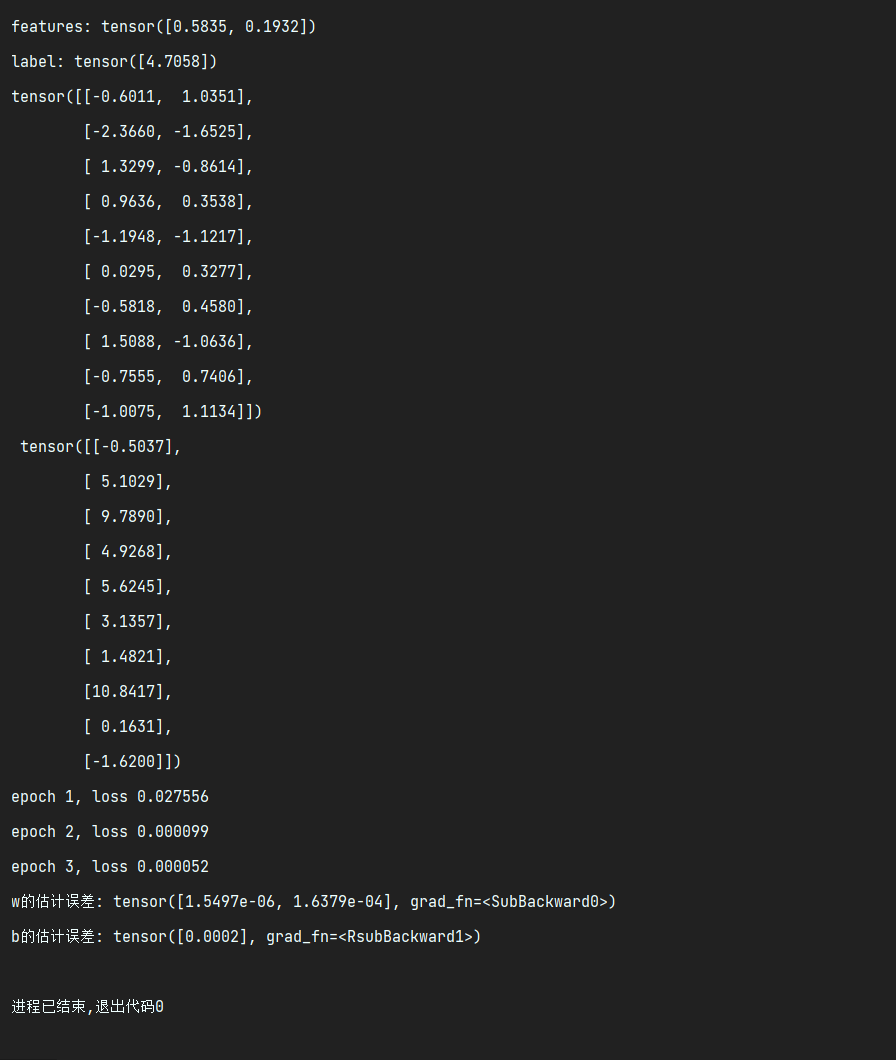 features: tensor([0.5835, 0.1932])
label: tensor([4.7058])
tensor([[-0.6011,  1.0351],
        [-2.3660, -1.6525],
        [ 1.3299, -0.8614],
        [ 0.9636,  0.3538],
        [-1.1948, -1.1217],
        [ 0.0295,  0.3277],
        [-0.5818,  0.4580],
        [ 1.5088, -1.0636],
        [-0.7555,  0.7406],
        [-1.0075,  1.1134]])
 tensor([[-0.5037],
        [ 5.1029],
        [ 9.7890],
        [ 4.9268],
        [ 5.6245],
        [ 3.1357],
        [ 1.4821],
        [10.8417],
        [ 0.1631],
        [-1.6200]])
epoch 1, loss 0.027556
epoch 2, loss 0.000099
epoch 3, loss 0.000052
w的估计误差: tensor([1.5497e-06, 1.6379e-04], grad_fn=<SubBackward0>)
b的估计误差: tensor([0.0002], grad_fn=<RsubBackward1>)
进程已结束,退出代码0